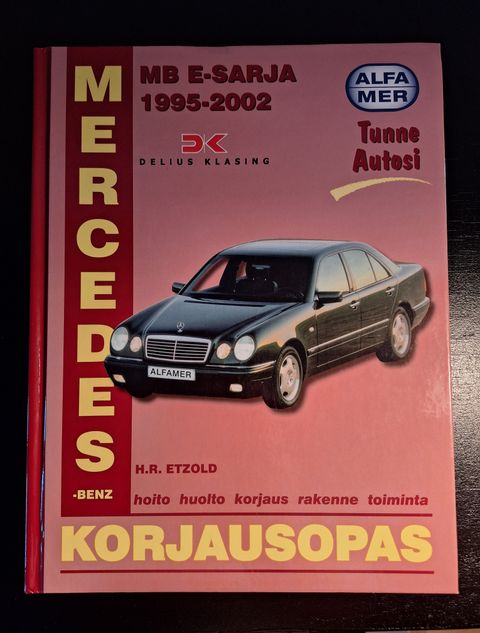 MERCEDES
-BENZ
MB E-SARJA
1995-2002
ALFA
MER
DK
DELIUS KLASING
Tunne
Autosi
ALFAMER
H.R. ETZOLD
hoito huolto korjaus rakenne toiminta
KORJAUSOPAS